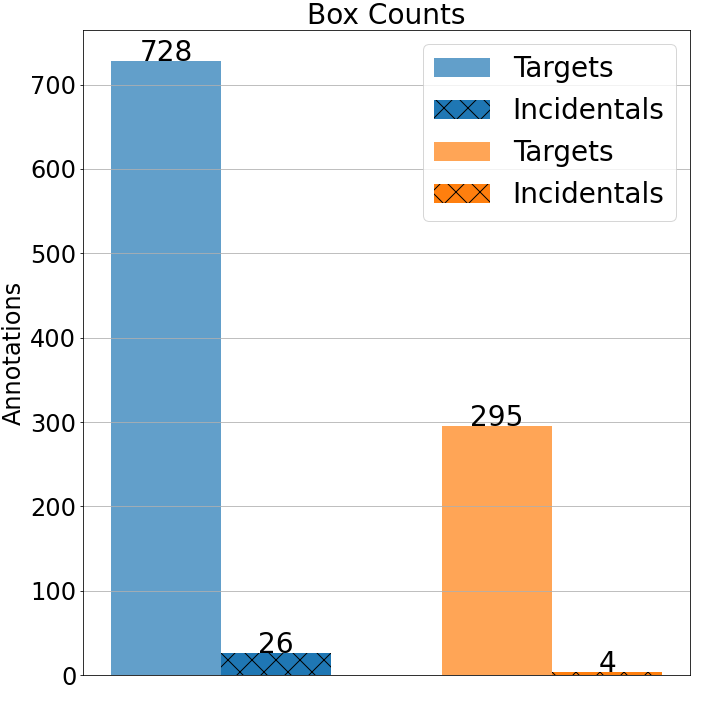 Box Counts
728
Targets
Incidentals
Targets
Incidentals
700
600
500
400
300
200
100
0
Annotations
295
26
4